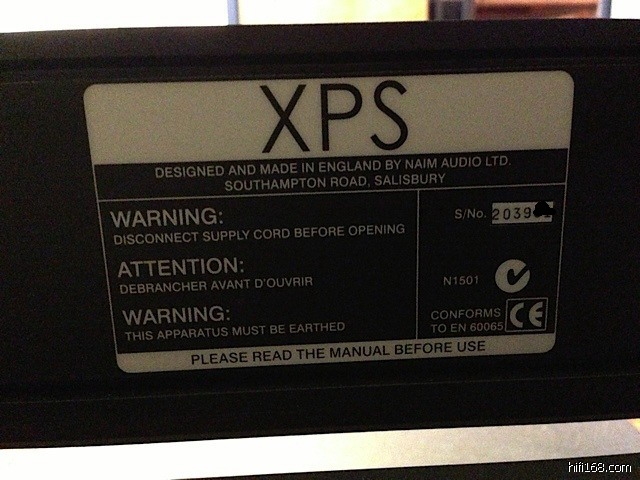 XPS
DESIGNED AND MADE IN ENGLAND BY NAIM AUDIO LTD.
SOUTHAMPTON ROAD, SALISBURY
WARNING:
DISCONNECT SUPPLY CORD BEFORE OPENING
ATTENTION:
DEBRANCHER AVANT D'OUVRIR
WARNING:
THIS APPARATUS MUST BE EARTHED
S/No. 2039
N1501
CONFORMS
TO EN 60065
CE
PLEASE READ THE MANUAL BEFORE USE
hifi168.com